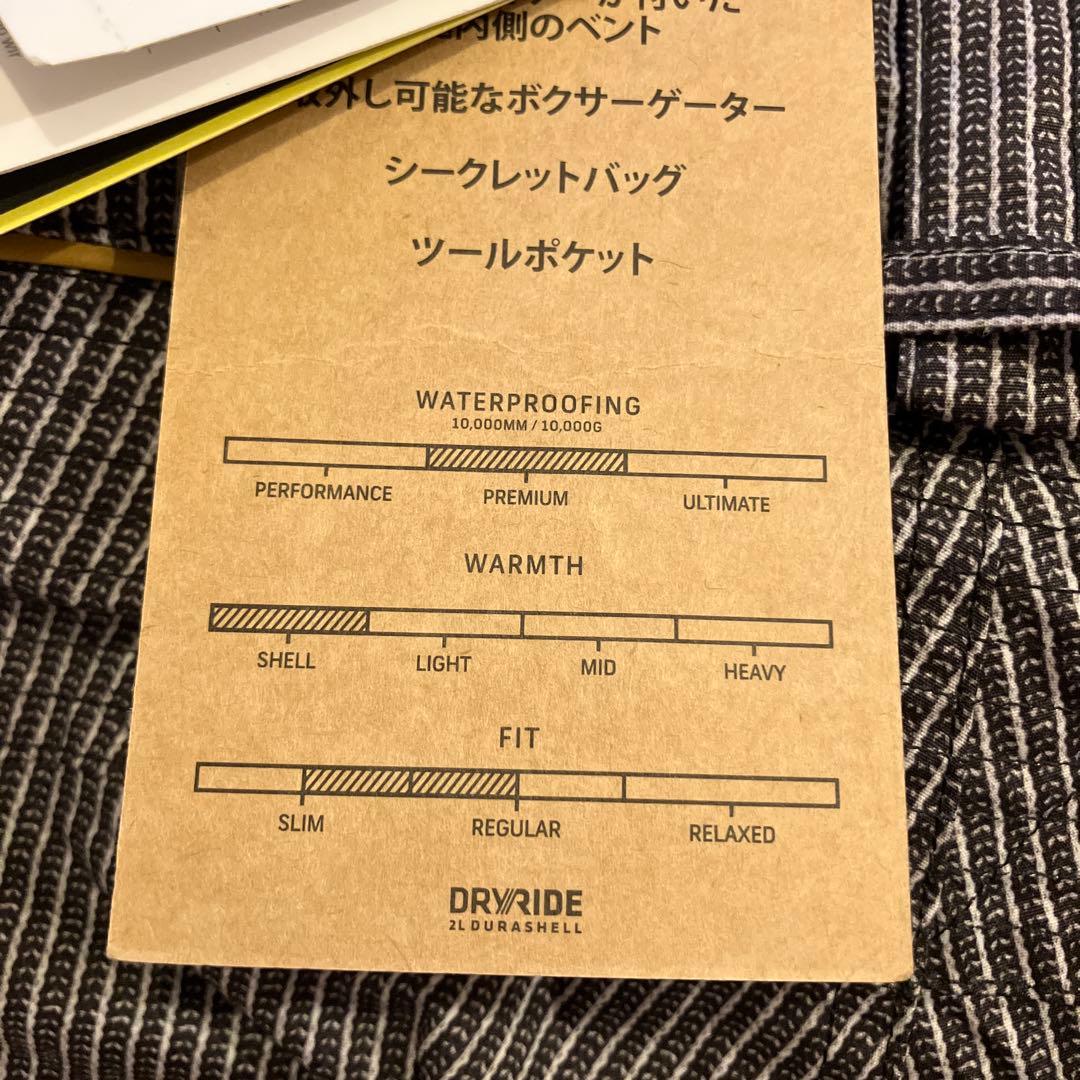 内側のベント
取外し可能なボクサーゲーター
シークレットバッグ
ツールポケット
WATERPROOFING
10,000MM / 10,000G
PERFORMANCE PREMIUM ULTIMATE
WARMTH
SHELL LIGHT MID HEAVY
FIT
SLIM REGULAR RELAXED
DRYRIDE
2L DURASHELL